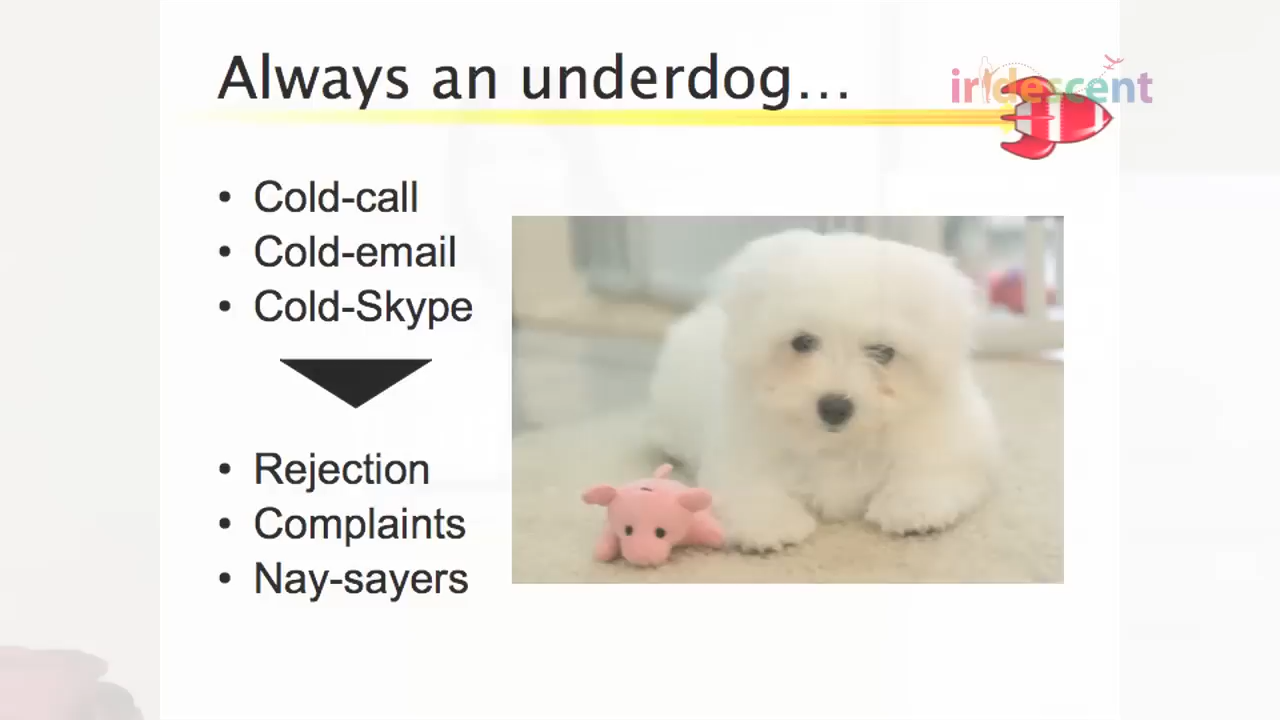 Always an underdog…
iridescent
• Cold-call
• Cold-email
• Cold-Skype
• Rejection
• Complaints
• Nay-sayers